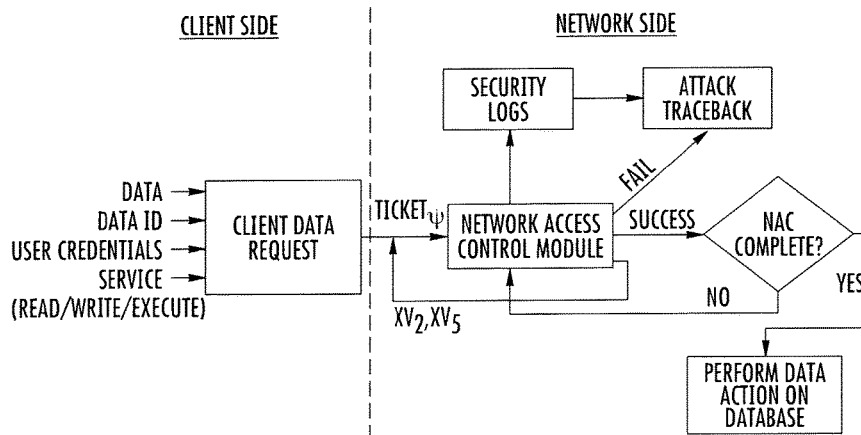 CLIENT SIDE
NETWORK SIDE
SECURITY
LOGS
ATTACK
TRACEBACK
FAIL
DATA
DATA ID
USER CREDENTIALS
SERVICE
(READ/WRITE/EXECUTE)
CLIENT DATA
REQUEST
TICKETψ
NETWORK ACCESS
CONTROL MODULE
SUCCESS
NAC
COMPLETE?
XV2,XV5
NO
YES
PERFORM DATA
ACTION ON
DATABASE